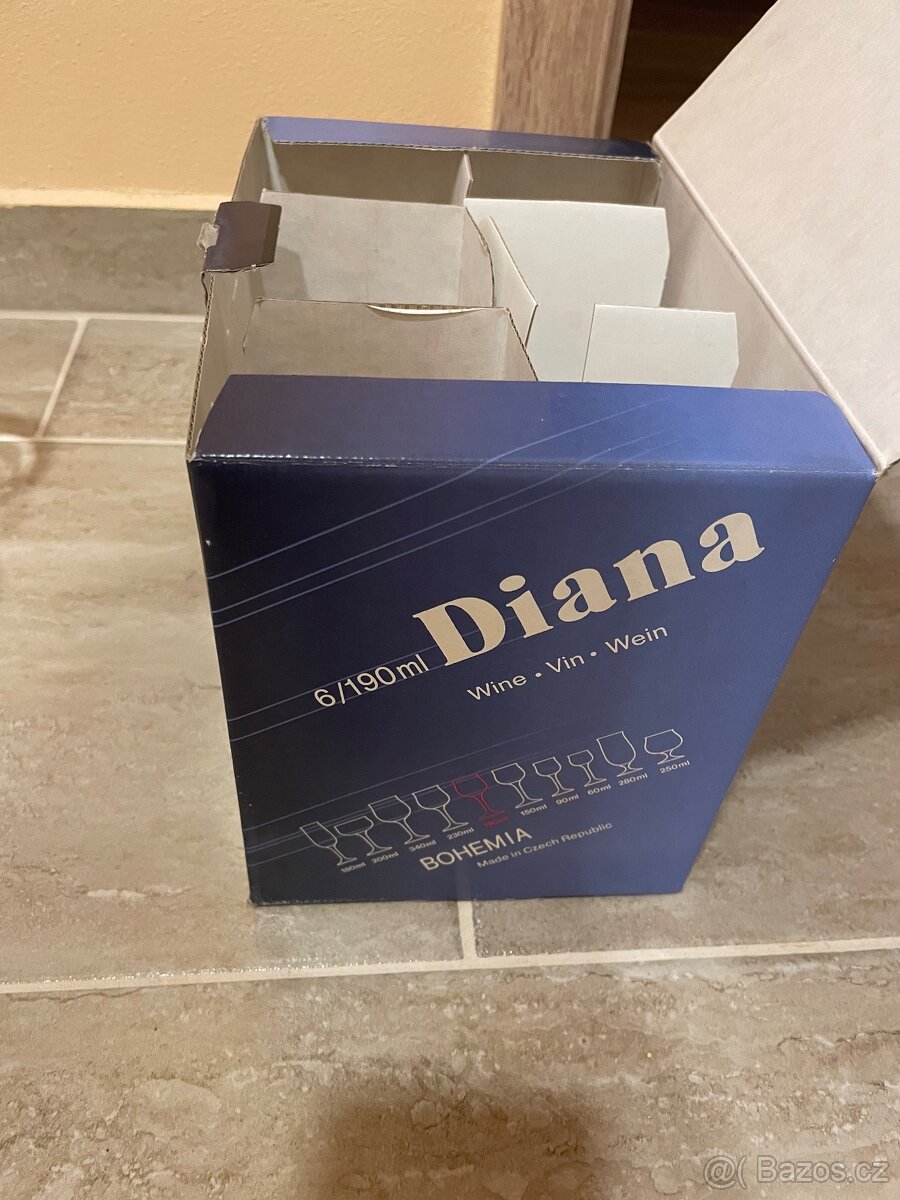 Diana
6/190ml
Wine · Vin · Wein
180ml 200ml 340ml 230ml 190ml 150ml 90ml 60ml 280ml 250ml
BOHEMIA
Made in Czech Republic
@( Bazos.cz